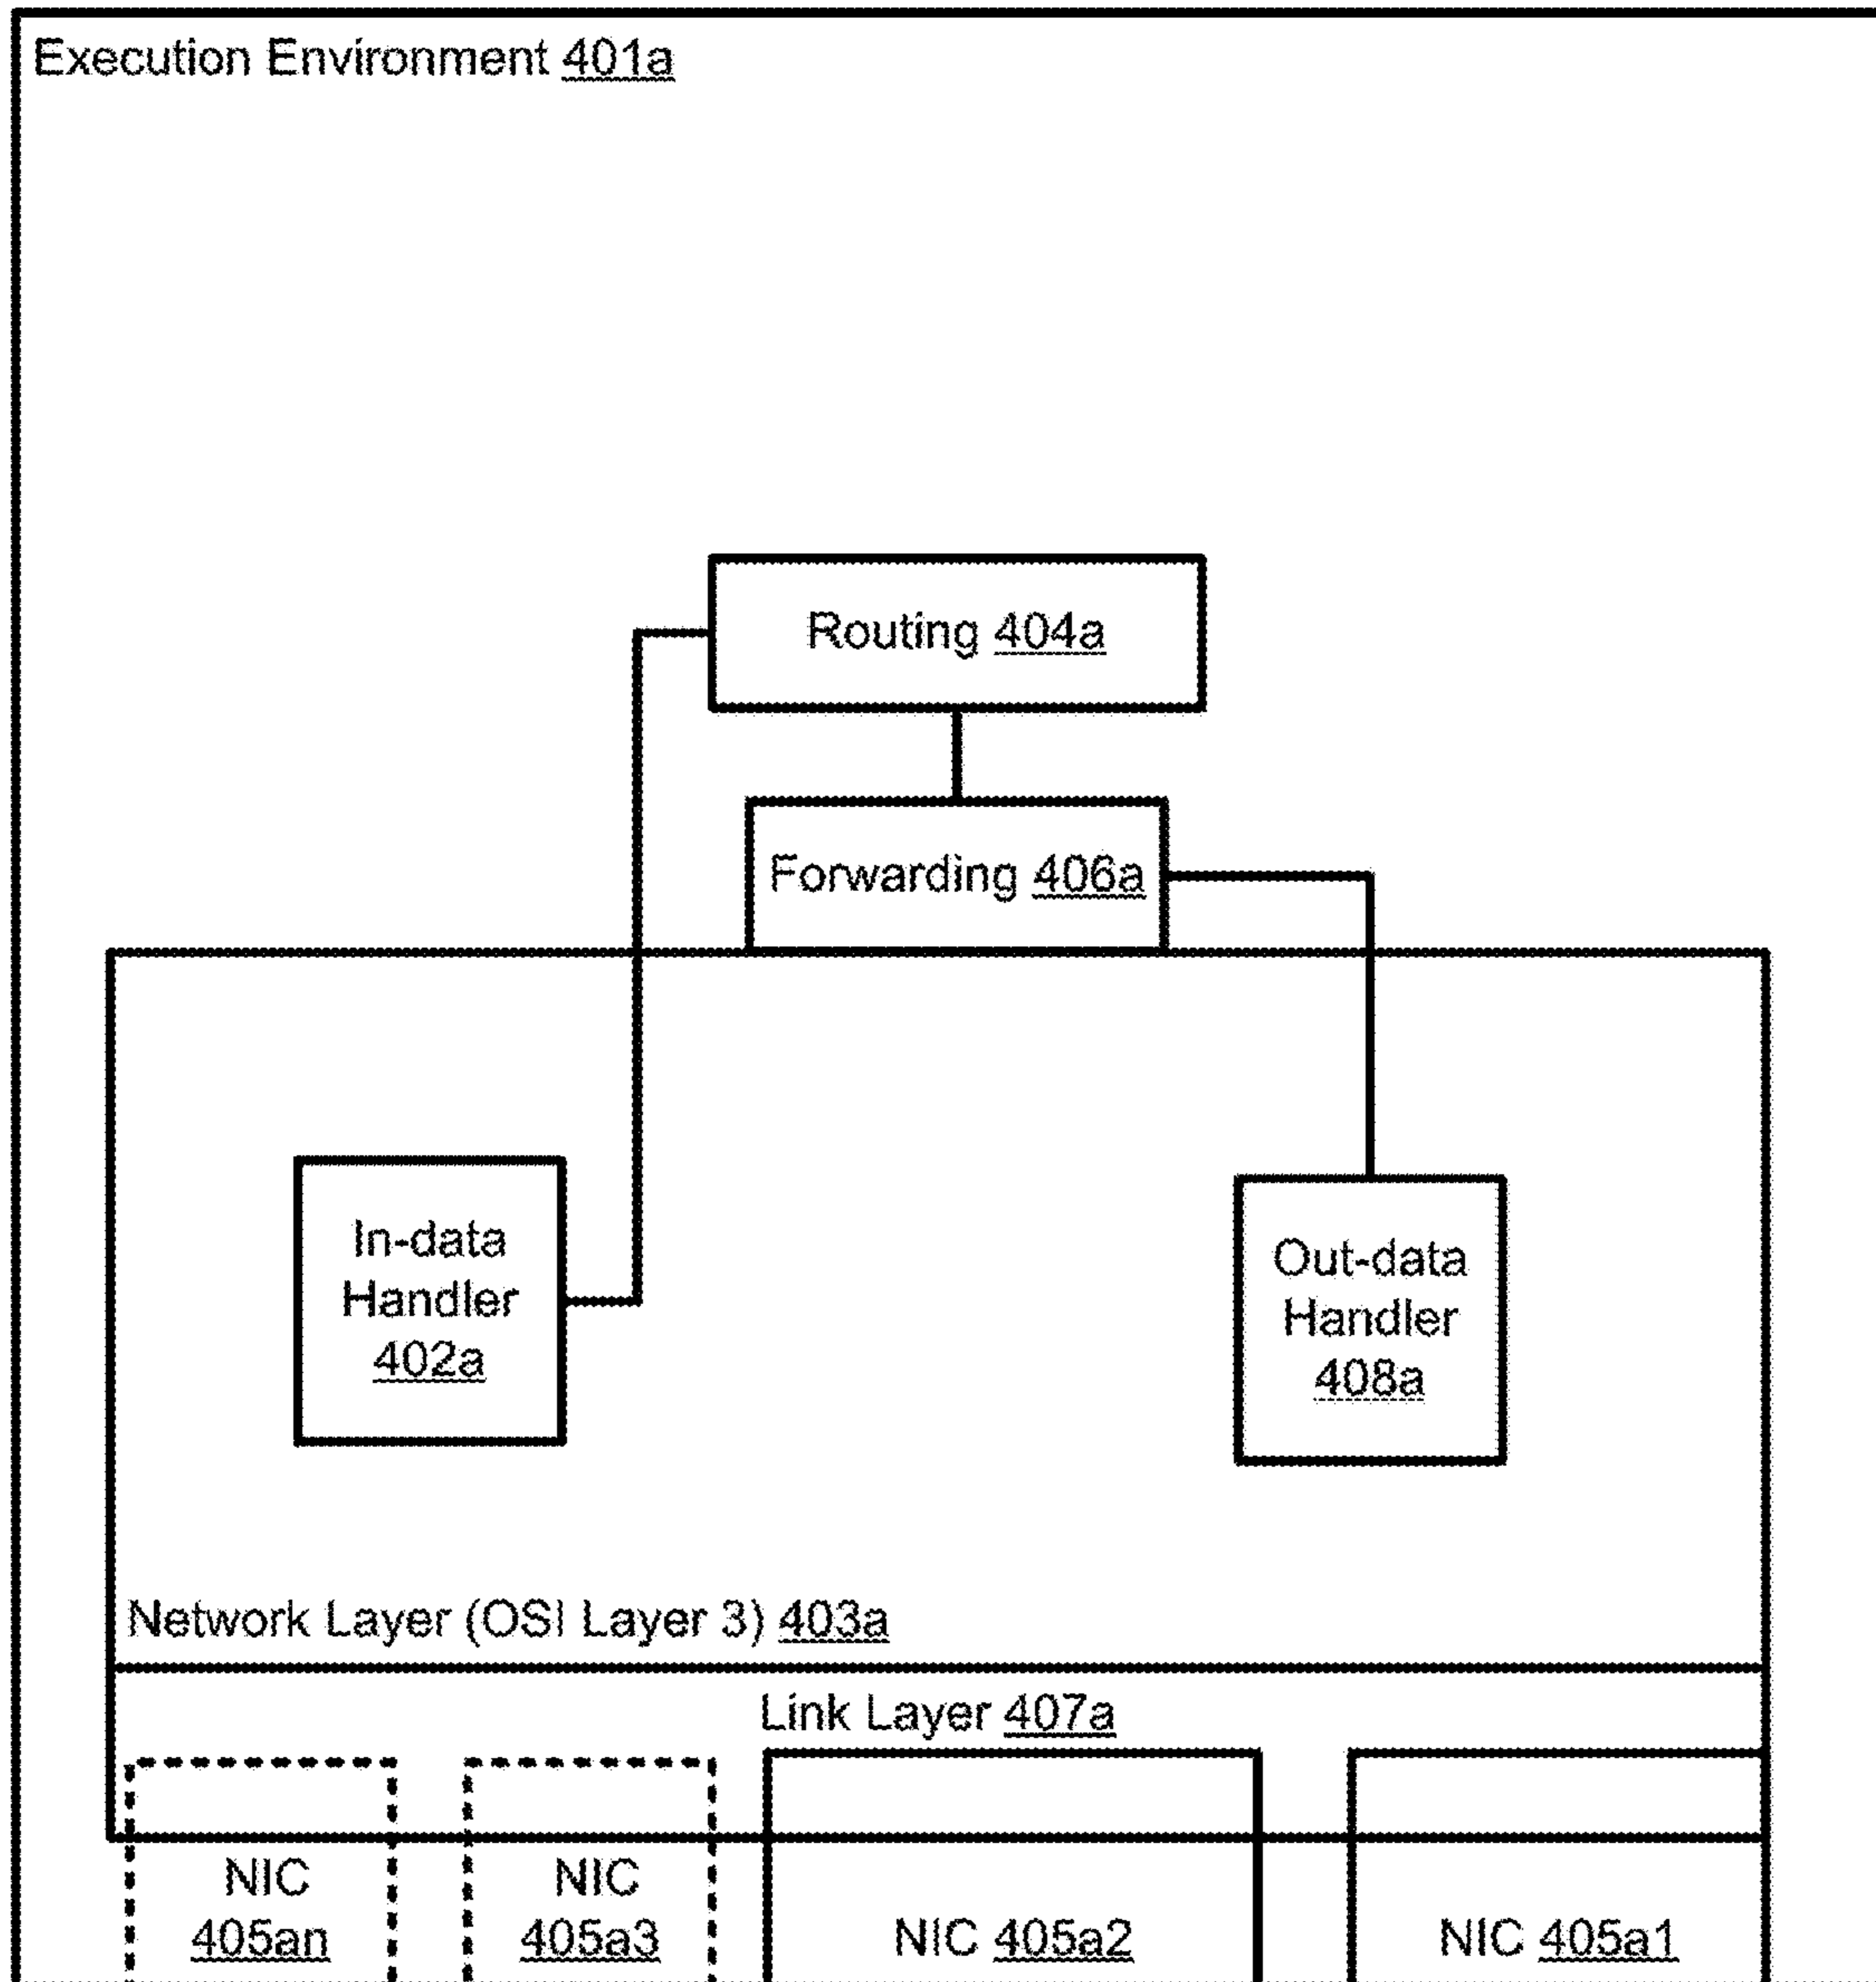 Execution Environment 401a
Routing 404a
Forwarding 406a
In-data
Handler
402a
Out-data
Handler
408a
Network Layer (OSI Layer 3) 403a
Link Layer 407a
NIC
405an
NIC
405a3
NIC 405a2
NIC 405a1